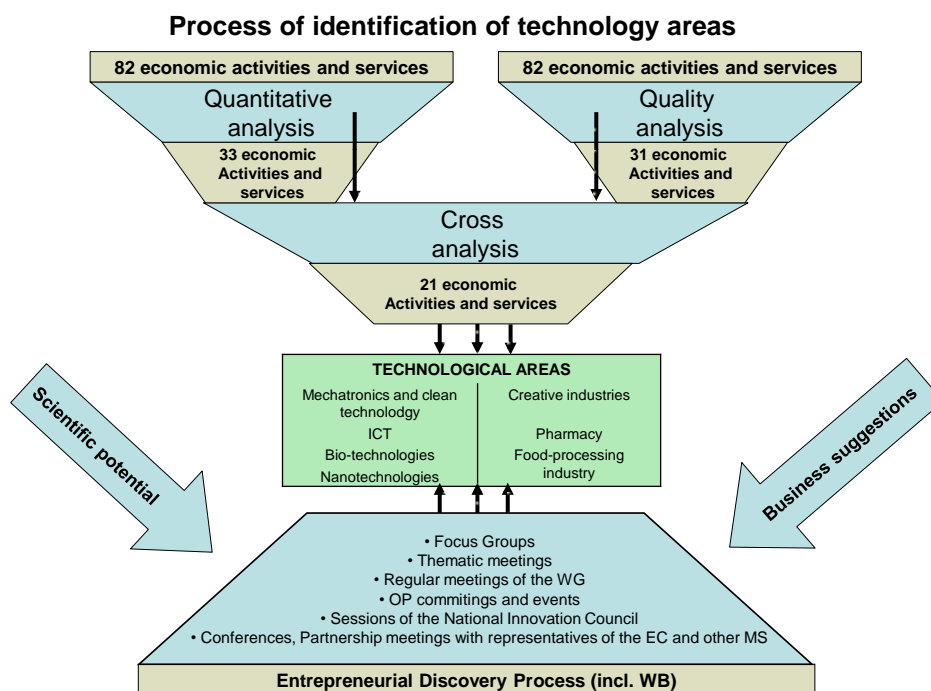 Process of identification of technology areas
82 economic activities and services
82 economic activities and services
Quantitative
analysis
Quality
analysis
33 economic
Activities and
services
31 economic
Activities and
services
Cross
analysis
21 economic
Activities and services
TECHNOLOGICAL AREAS
Mechatronics and clean
technolodgy
ICT
Bio-technologies
Nanotechnologies
Creative industries
Pharmacy
Food-processing
industry
Scientific potential
Business suggestions
• Focus Groups
• Thematic meetings
• Regular meetings of the WG
• OP commitings and events
• Sessions of the National Innovation Council
• Conferences, Partnership meetings with representatives of the EC and other MS
Entrepreneurial Discovery Process (incl. WB)